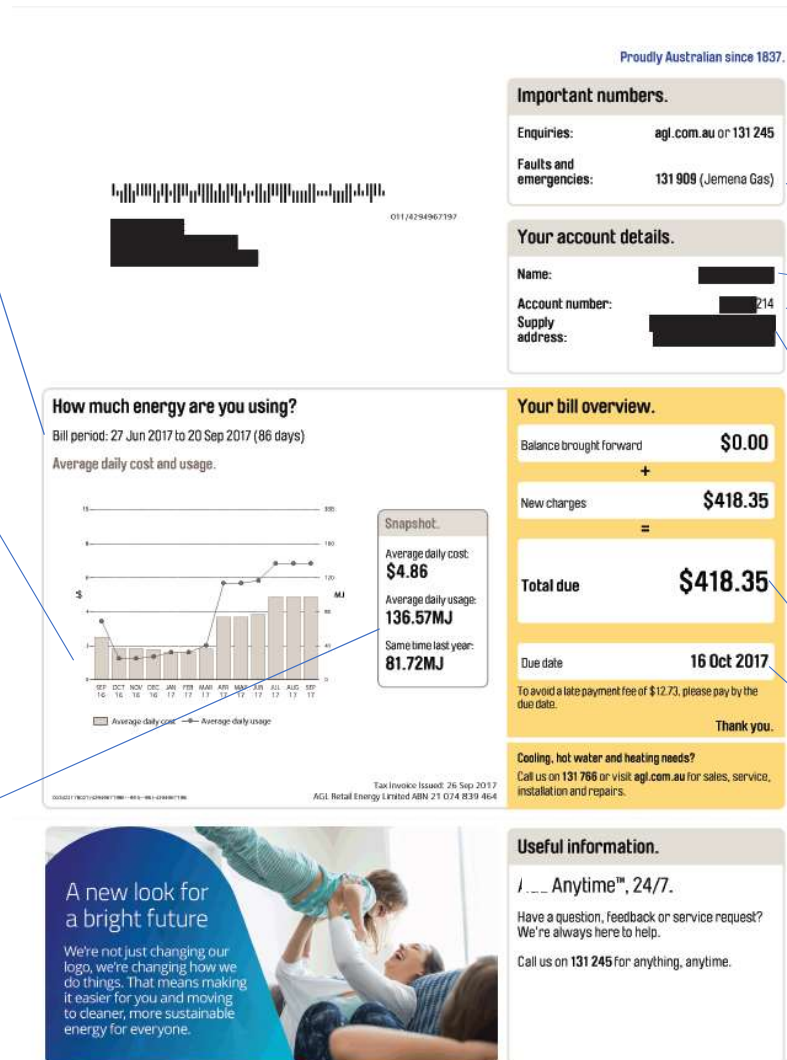 Proudly Australian since 1837.
Important numbers.
Enquiries: agl.com.au or 131 245
Faults and
emergencies: 131 909 (Jemena Gas)
011/4294967197
Your account details.
Name:
Account number: 214
Supply
address:
How much energy are you using?
Bill period: 27 Jun 2017 to 20 Sep 2017 (86 days)
Average daily cost and usage.
$
MJ
10
8
6
4
2
0
160
120
80
40
0
SEP OCT NOV DEC JAN FEB MAR APR MAY JUN JUL AUG SEP
16 16 16 16 17 17 17 17 17 17 17 17 17
Average daily cost Average daily usage
Snapshot.
Average daily cost:
$4.86
Average daily usage:
136.57MJ
Same time last year:
81.72MJ
Tax Invoice Issued: 26 Sep 2017
AGL Retail Energy Limited ABN 21 074 839 464
Your bill overview.
Balance brought forward $0.00
+
New charges $418.35
=
Total due $418.35
Due date 16 Oct 2017
To avoid a late payment fee of $12.73, please pay by the
due date.
Thank you.
Cooling, hot water and heating needs?
Call us on 131 766 or visit agl.com.au for sales, service,
installation and repairs.
A new look for
a bright future
We're not just changing our
logo, we're changing how we
do things. That means making
it easier for you and moving
to cleaner, more sustainable
energy for everyone.
Useful information.
Anytime™, 24/7.
Have a question, feedback or service request?
We're always here to help.
Call us on 131 245 for anything, anytime.